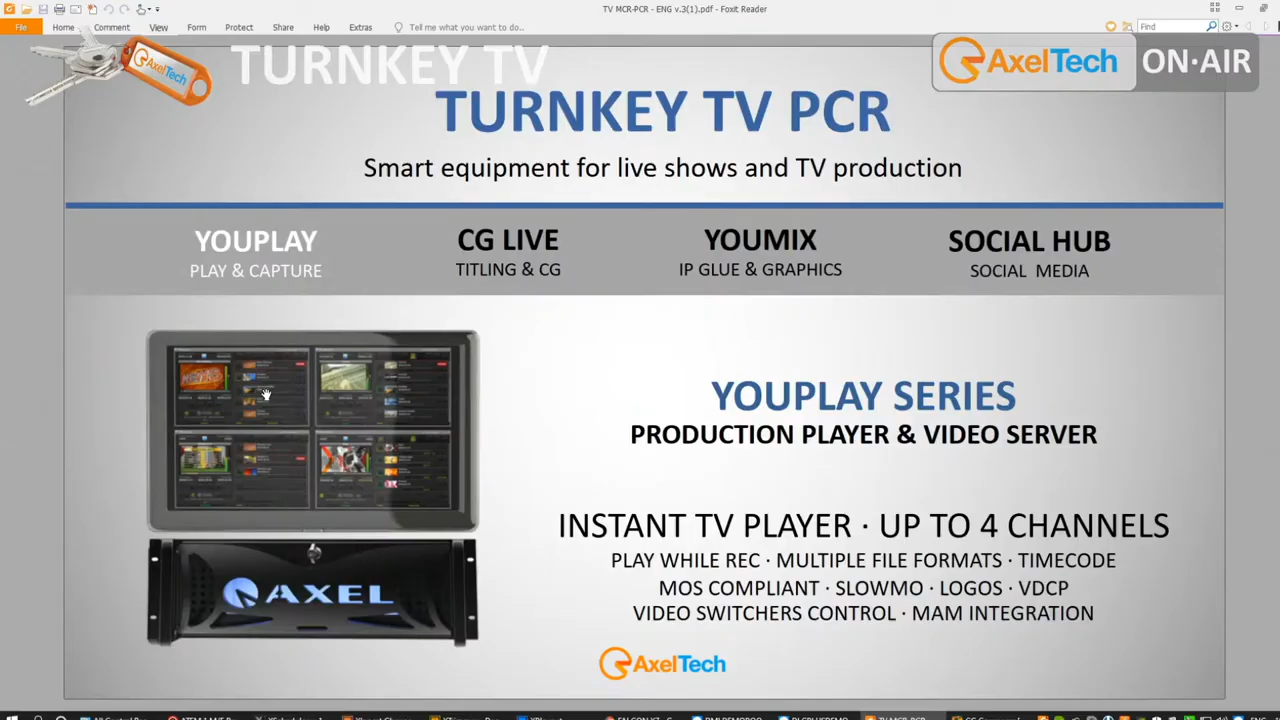 TV MCR-PCR - ENG v.3(1).pdf - Foxit Reader
File Home Comment View Form Protect Share Help Extras Tell me what you want to do.. Find
AxelTech
TURNKEY TV
AxelTech ON·AIR
TURNKEY TV PCR
Smart equipment for live shows and TV production
YOUPLAY CG LIVE YOUMIX SOCIAL HUB
PLAY & CAPTURE TITLING & CG IP GLUE & GRAPHICS SOCIAL MEDIA
YOUPLAY SERIES
PRODUCTION PLAYER & VIDEO SERVER
INSTANT TV PLAYER · UP TO 4 CHANNELS
PLAY WHILE REC · MULTIPLE FILE FORMATS · TIMECODE
MOS COMPLIANT · SLOWMO · LOGOS · VDCP
VIDEO SWITCHERS CONTROL · MAM INTEGRATION
AXEL
AxelTech